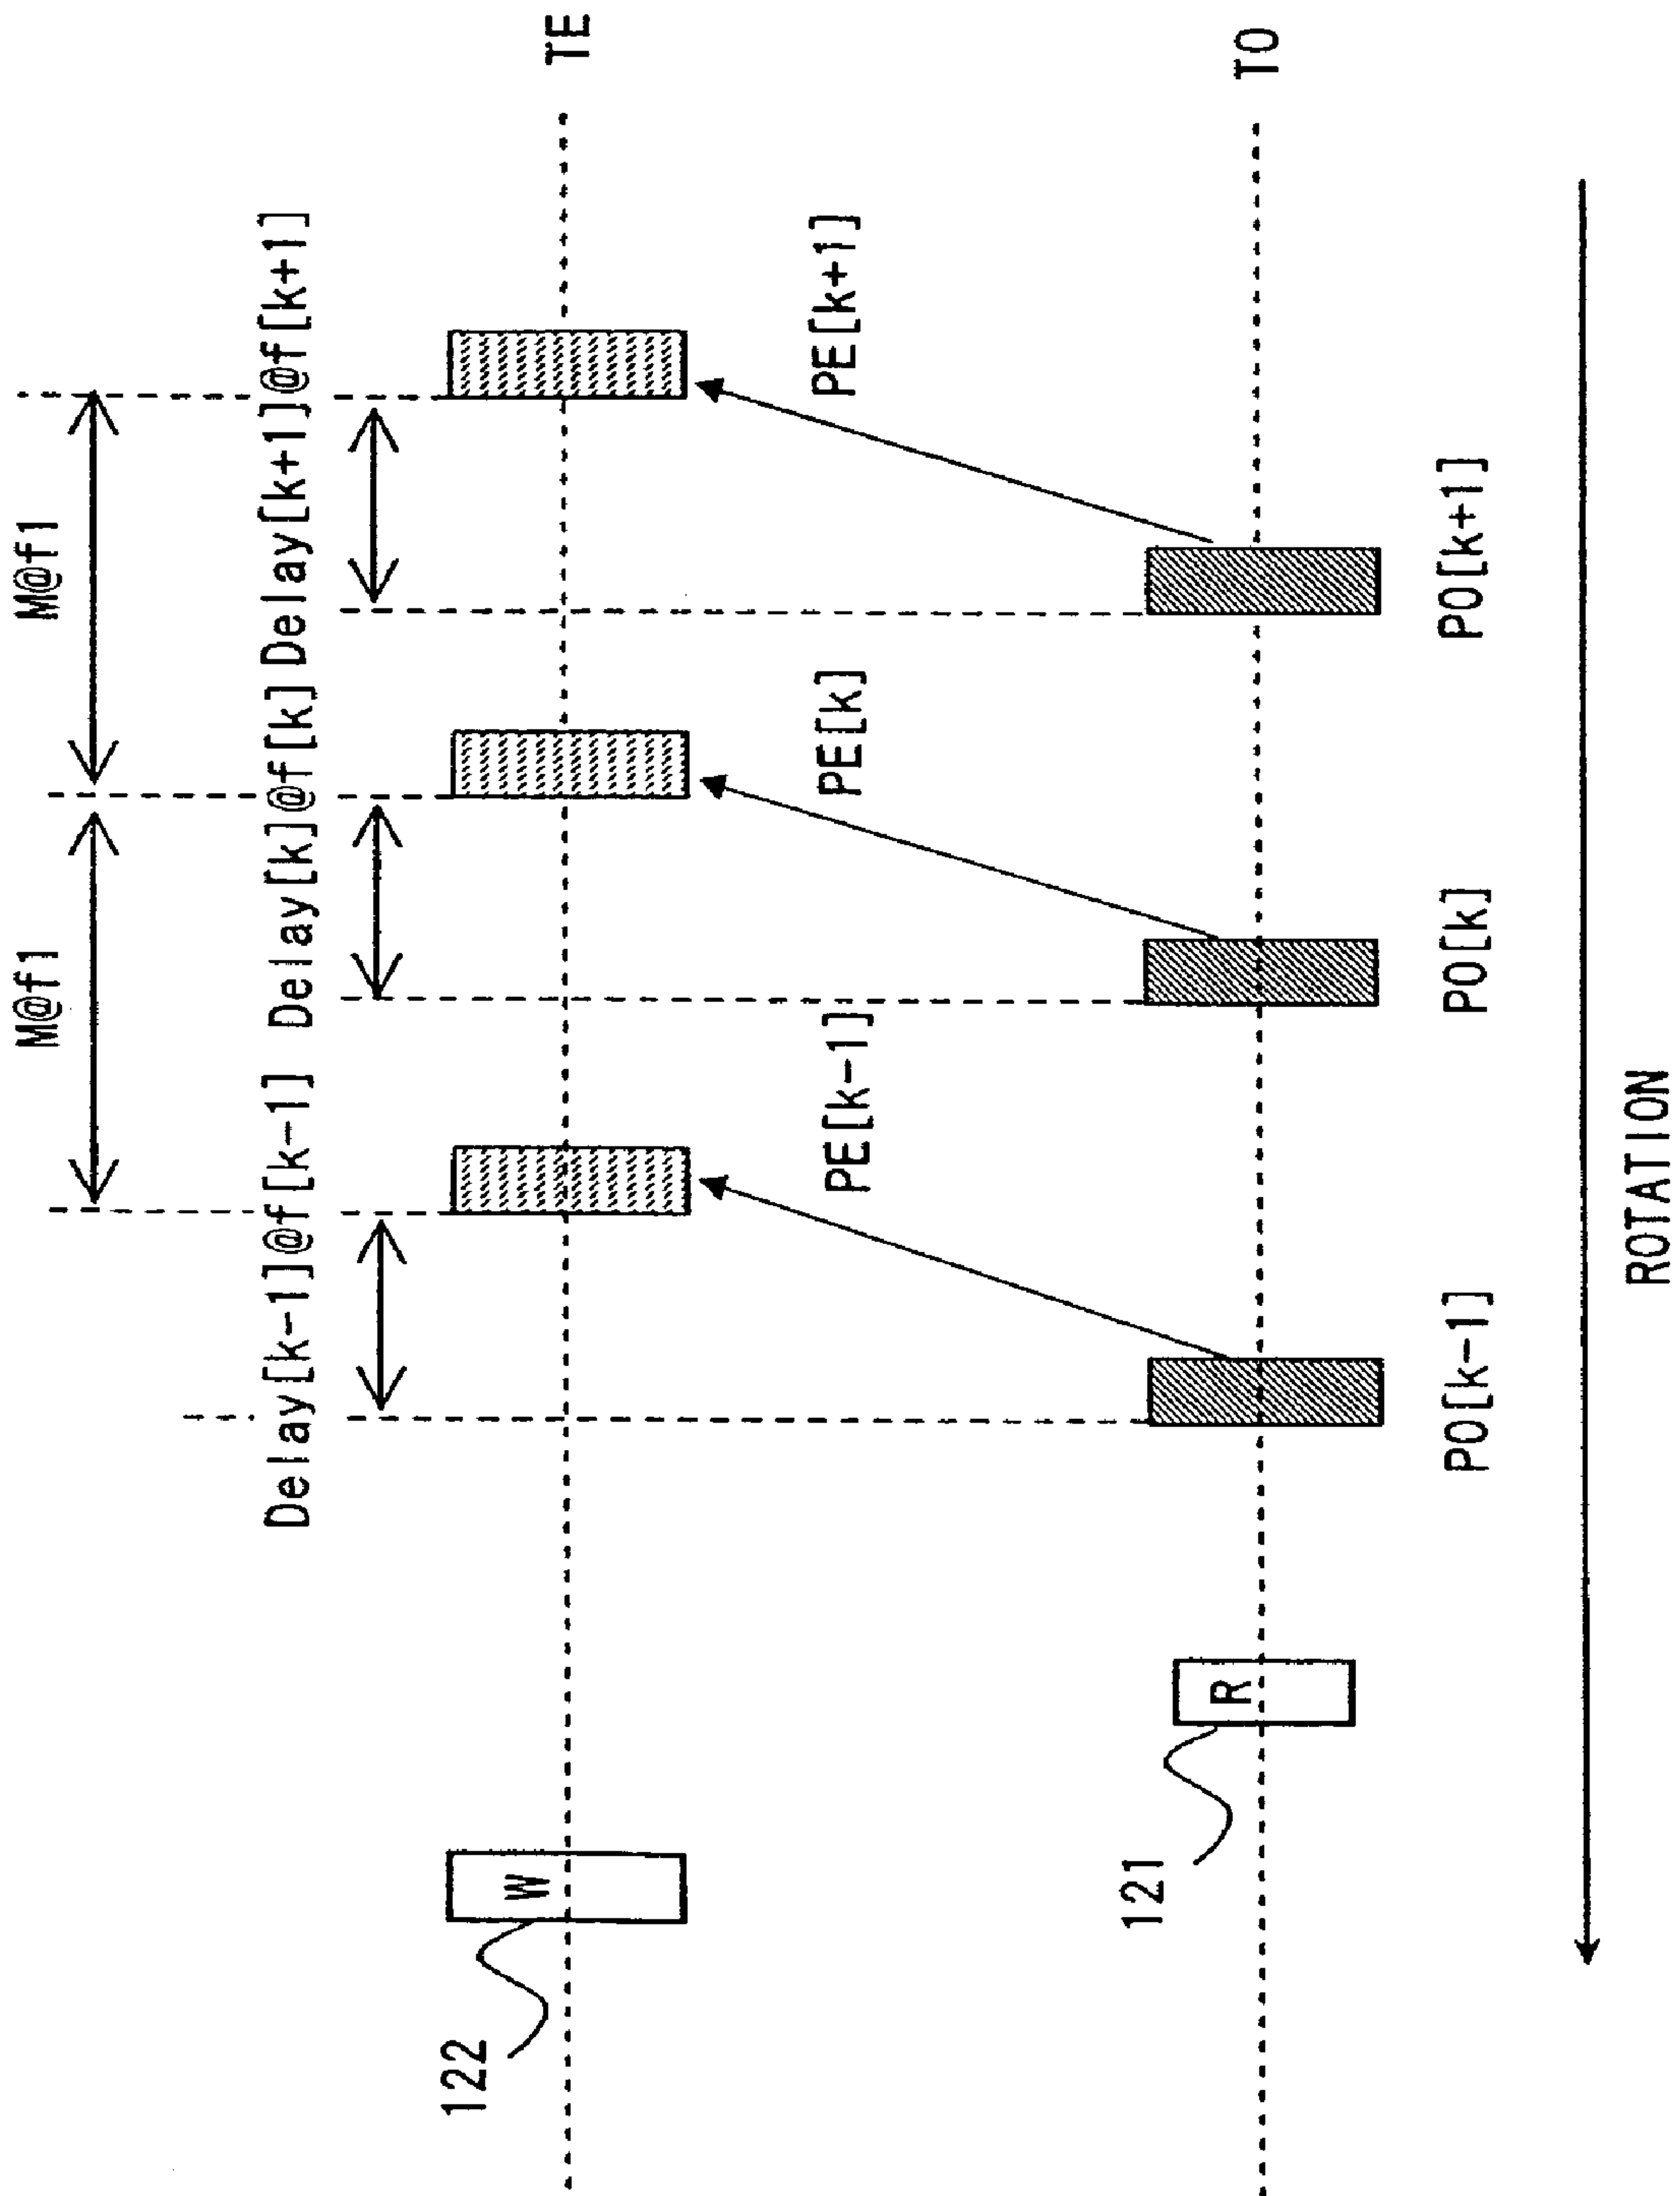 M@f1 M@f1
Delay[k-1]@f[k-1] Delay[k]@f[k] Delay[k+1]@f[k+1]
122
W
TE
PE[k-1] PE[k] PE[k+1]
121
R
TO
PO[k-1] PO[k] PO[k+1]
ROTATION